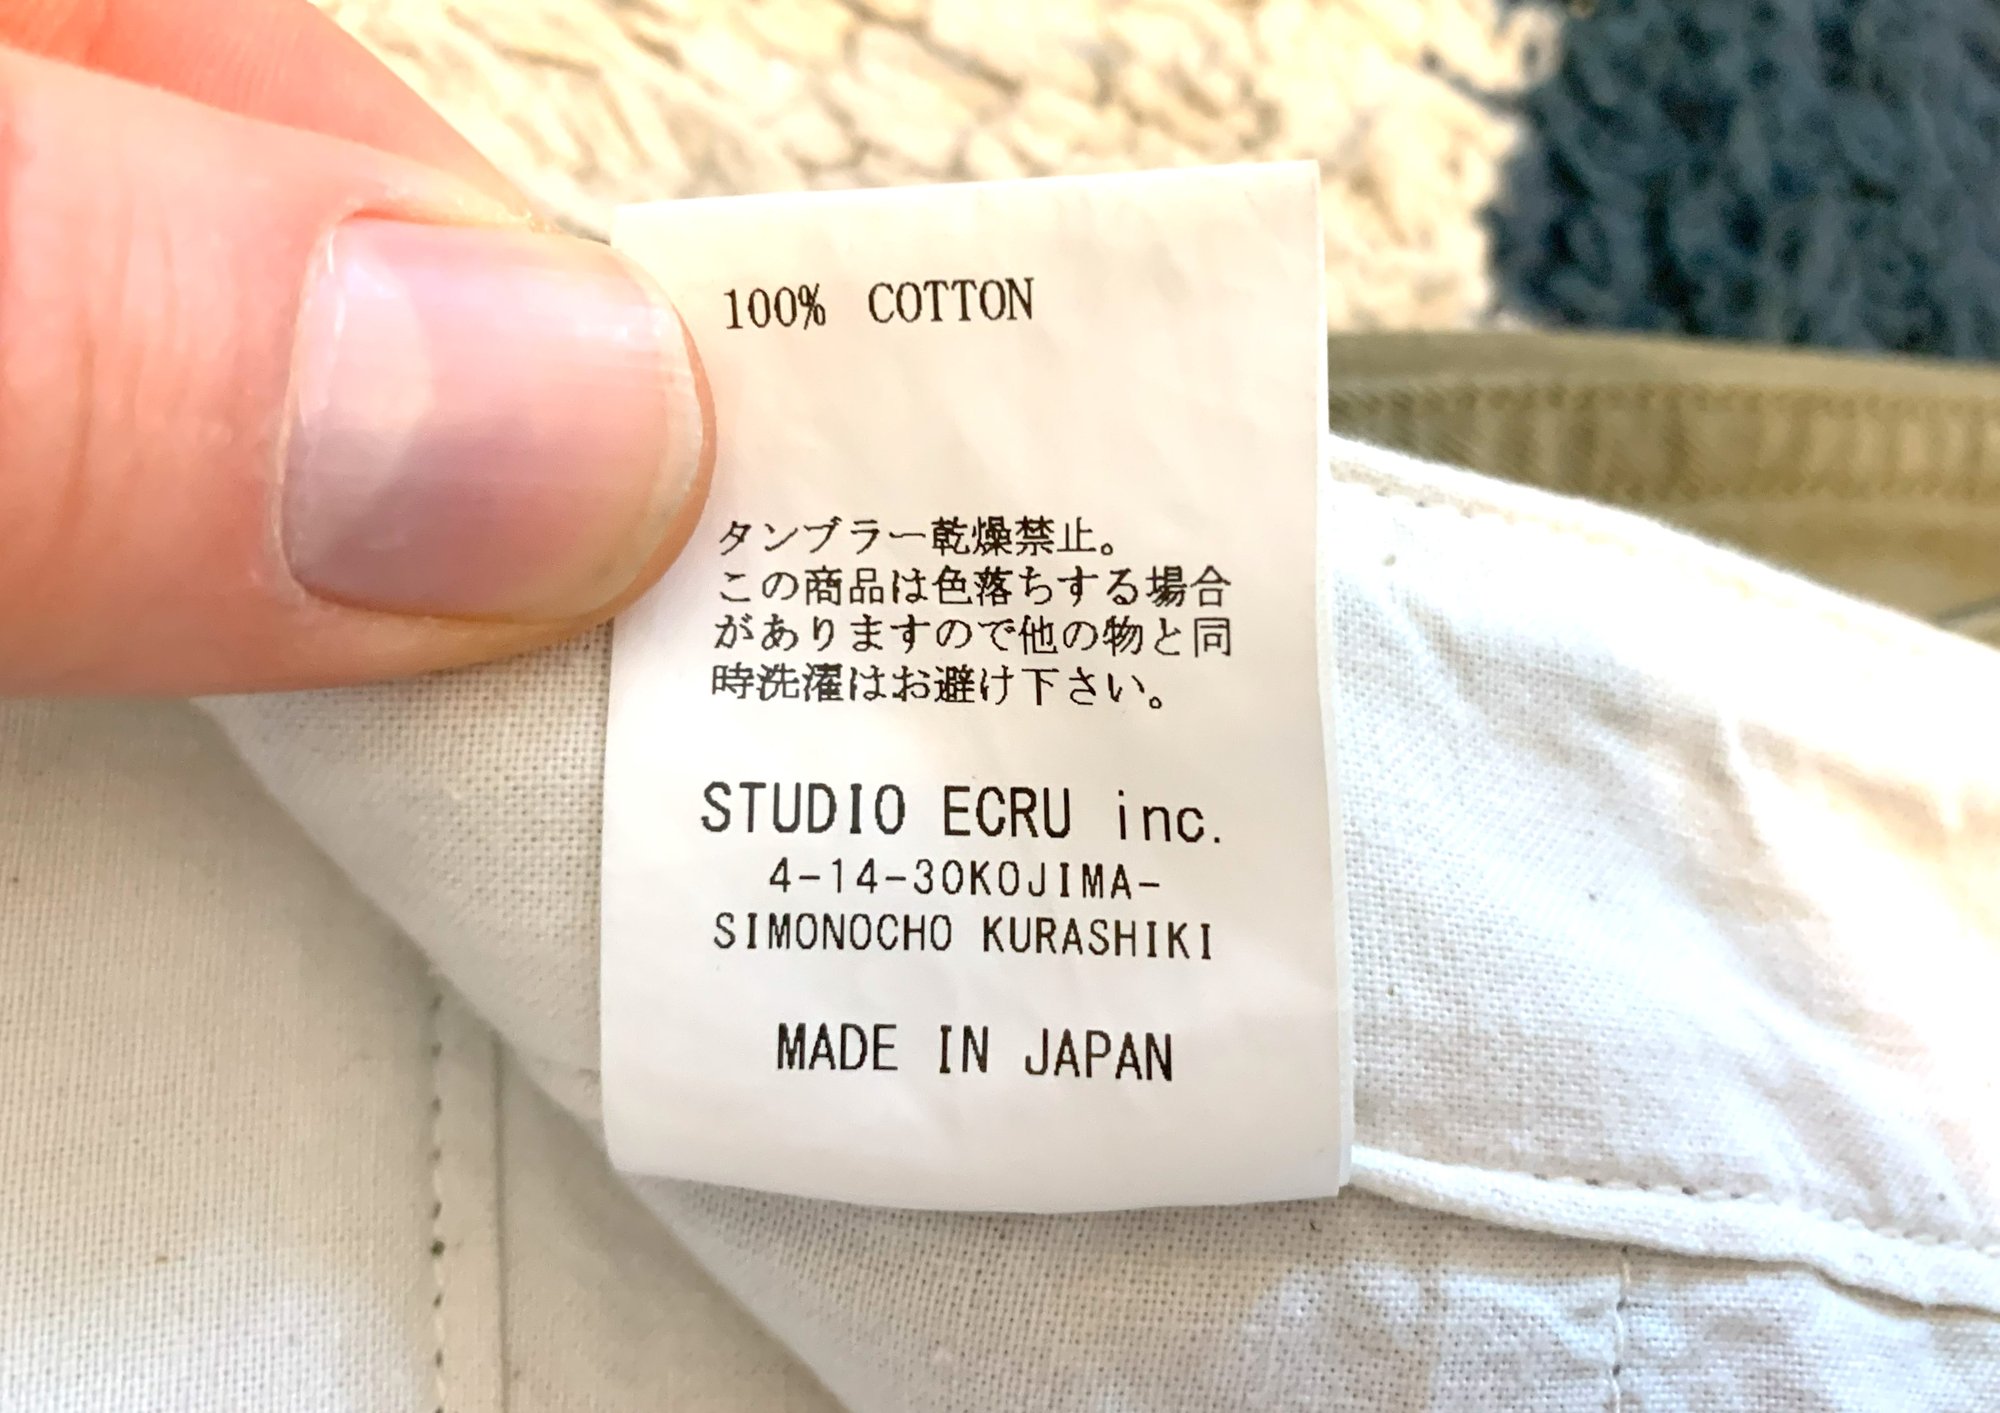 100% COTTON
タンブラー乾燥禁止。
この商品は色落ちする場合
がありますので他の物と同
時洗濯はお避け下さい。
STUDIO ECRU inc.
4-14-30KOJIMA-
SIMONOCHO KURASHIKI
MADE IN JAPAN